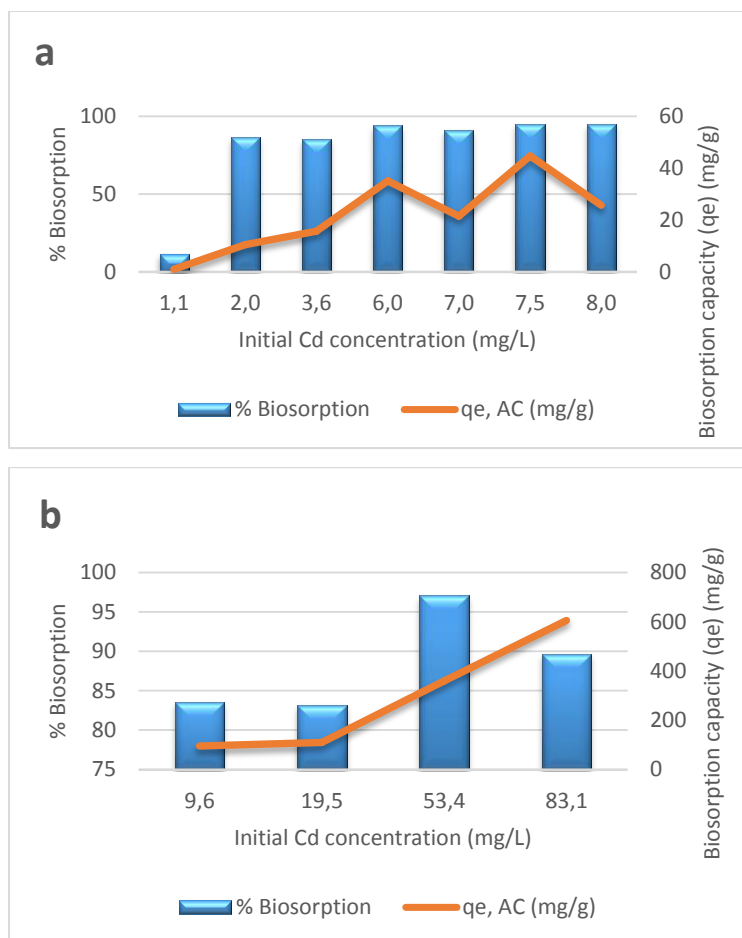 a
% Biosorption
100
50
0
60
40
20
0
Biosorption capacity (qe) (mg/g)
1,1 2,0 3,6 6,0 7,0 7,5 8,0
Initial Cd concentration (mg/L)
% Biosorption qe, AC (mg/g)
b
% Biosorption
100
95
90
85
80
75
800
600
400
200
0
Biosorption capacity (qe) (mg/g)
9,6 19,5 53,4 83,1
Initial Cd concentration (mg/L)
% Biosorption qe, AC (mg/g)